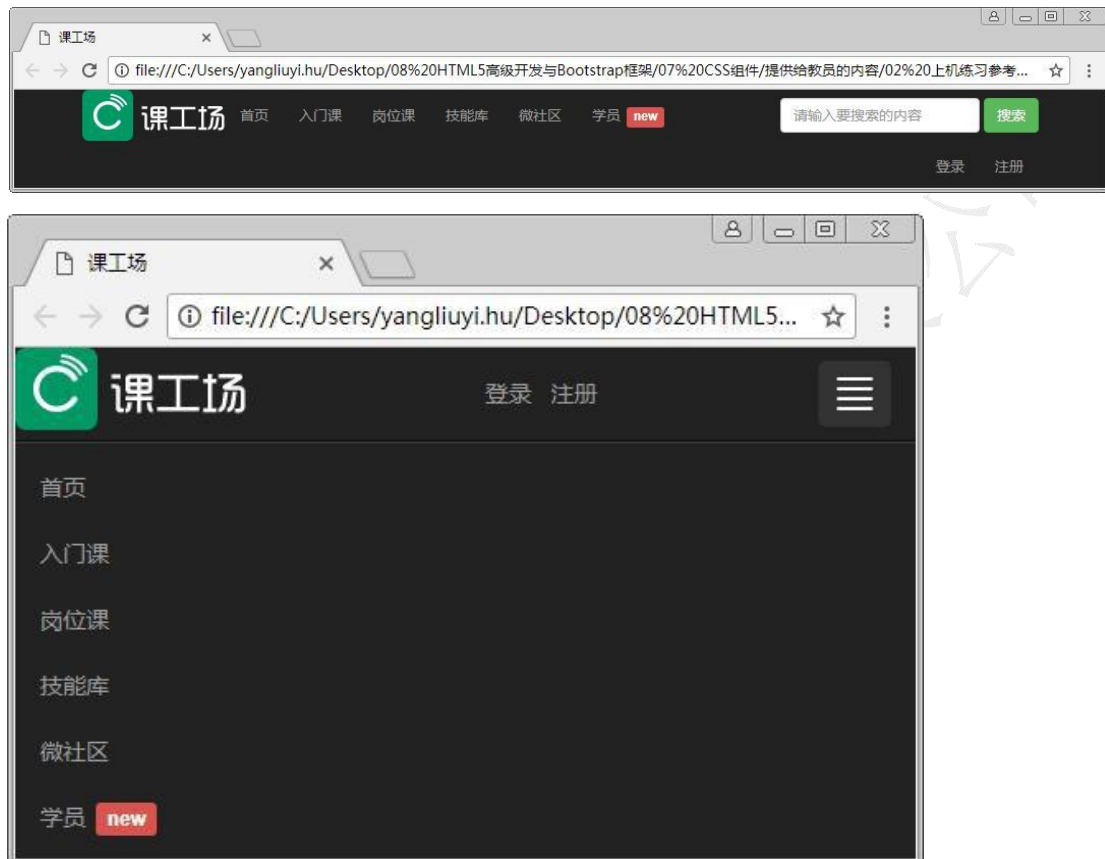 课工场
file:///C:/Users/yangliuyi.hu/Desktop/08%20HTML5高级开发与Bootstrap框架/07%20CSS组件/提供给教员的内容/02%20上机练习参考...
课工场 首页 入门课 岗位课 技能库 微社区 学员 new 请输入要搜索的内容 搜索
登录 注册
课工场
file:///C:/Users/yangliuyi.hu/Desktop/08%20HTML5...
课工场 登录 注册
首页
入门课
岗位课
技能库
微社区
学员 new